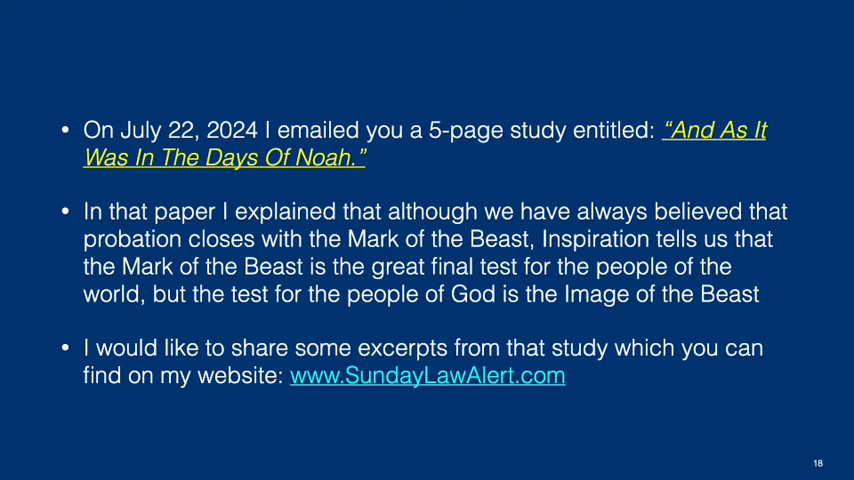 • On July 22, 2024 I emailed you a 5-page study entitled: “And As It
Was In The Days Of Noah.”
• In that paper I explained that although we have always believed that
probation closes with the Mark of the Beast, Inspiration tells us that
the Mark of the Beast is the great final test for the people of the
world, but the test for the people of God is the Image of the Beast
• I would like to share some excerpts from that study which you can
find on my website: www.SundayLawAlert.com
18